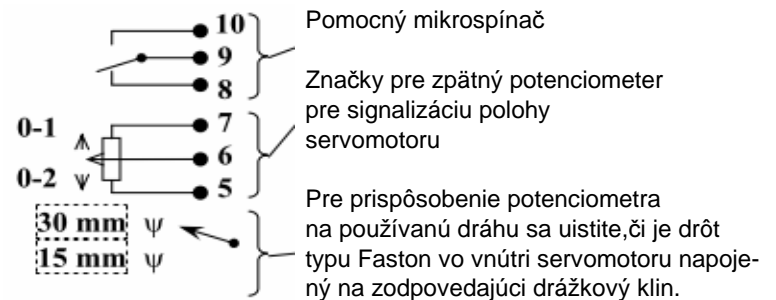 10
9
8
Pomocný mikrospínač
0-1
0-2
7
6
5
Značky pre zpätný potenciometer
pre signalizáciu polohy
servomotoru
30 mm
15 mm
Pre prispôsobenie potenciometra
na používanú dráhu sa uistite,či je drôt
typu Faston vo vnútri servomotoru napoje-
ný na zodpovedajúci drážkový klin.